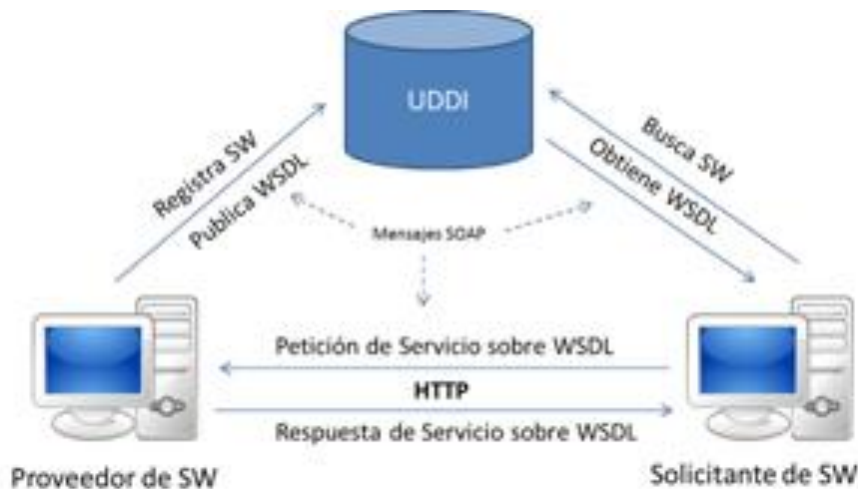 UDDI
Registra SW
Publica WSDL
Busca SW
Obtiene WSDL
Mensajes SOAP
Petición de Servicio sobre WSDL
HTTP
Respuesta de Servicio sobre WSDL
Proveedor de SW
Solicitante de SW